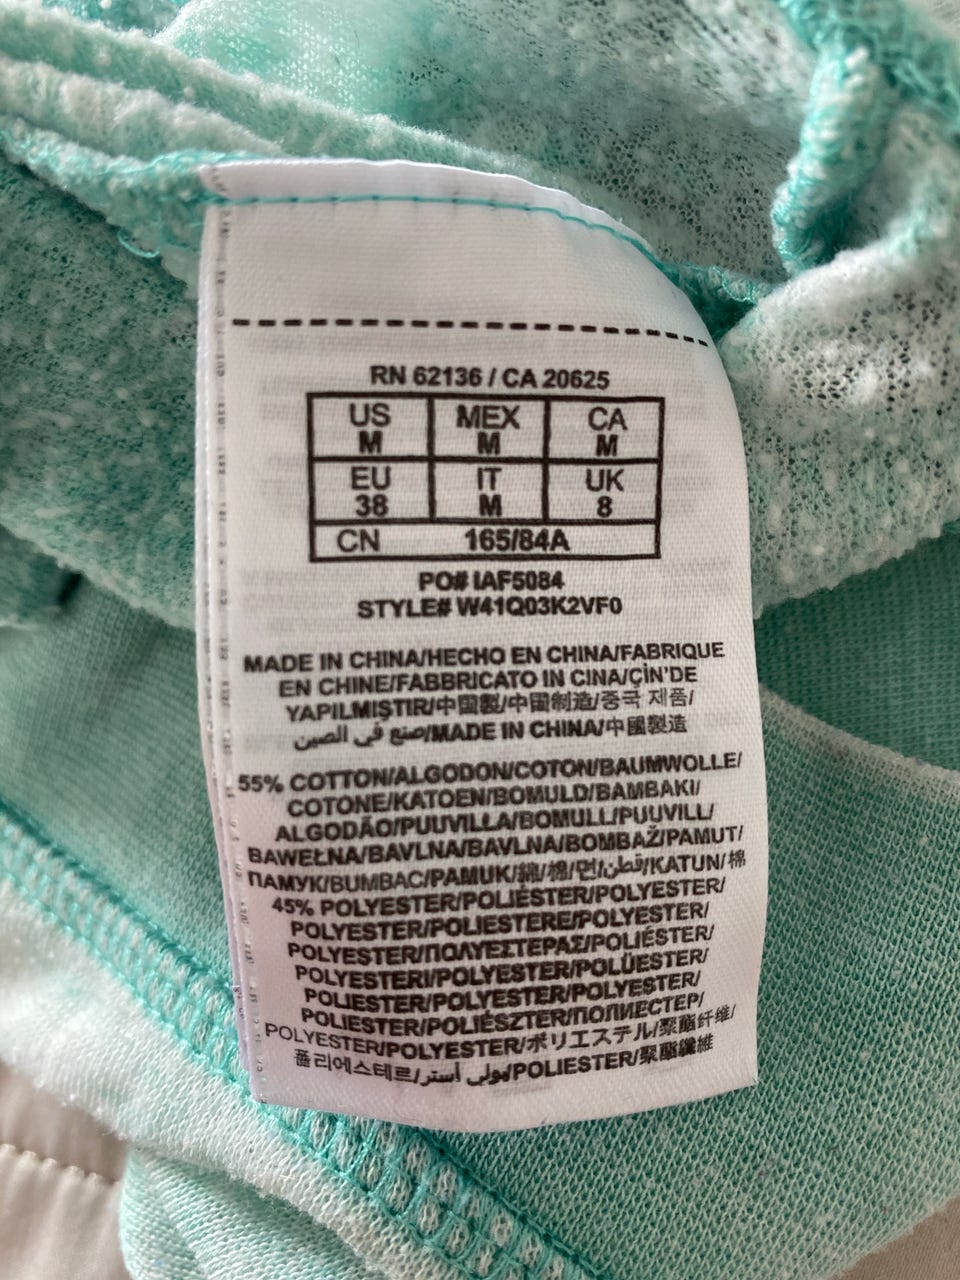 RN 62136 / CA 20625
US MEX CA
M M M
EU IT UK
38 M 8
CN 165/84A
PO# IAF5084
STYLE# W41Q03K2VF0
MADE IN CHINA/HECHO EN CHINA/FABRIQUE
EN CHINE/FABBRICATO IN CINA/ÇİN'DE
YAPILMIŞTIR/中国製/中国制造/중국 제품/
صنع في الصين/MADE IN CHINA/中國製造
55% COTTON/ALGODON/COTON/BAUMWOLLE/
COTONE/KATOEN/BOMULD/ΒΑΜΒΑΚΙ/
ALGODÃO/PUUVILLA/BOMULL/PUUVILL/
BAWEŁNA/BAVLNA/BAVLNA/BOMBAŽ/PAMUT/
ПАМУК/BUMBAC/PAMUK/綿/棉/면/قطن/KATUN/棉
45% POLYESTER/POLIÉSTER/POLYESTER/
POLYESTER/POLIESTERE/POLYESTER/
POLYESTER/ΠΟΛΥΕΣΤΕΡΑΣ/POLIÉSTER/
POLYESTERI/POLYESTER/POLÜESTER/
POLIESTER/POLYESTER/POLYESTER/
POLIESTER/POLIÉSZTER/ПОЛИЕСТЕР/
POLYESTER/POLYESTER/ポリエステル/聚酯纤维/
폴리에스테르/بولي أستر/POLIESTER/聚酯纖維